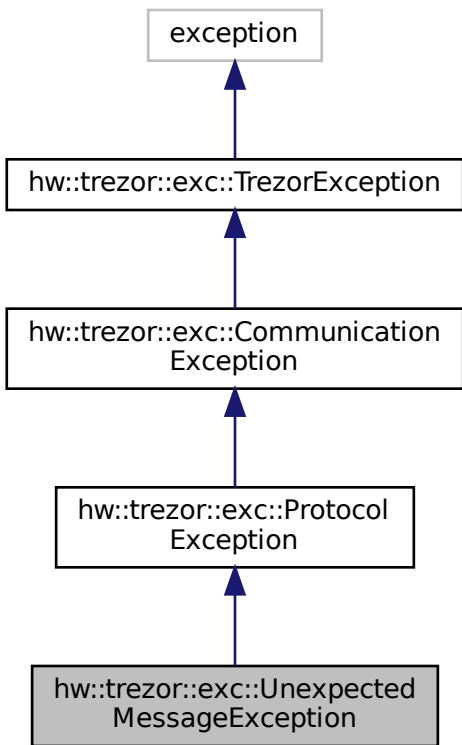 exception
hw::trezor::exc::TrezorException
hw::trezor::exc::Communication
Exception
hw::trezor::exc::Protocol
Exception
hw::trezor::exc::Unexpected
MessageException